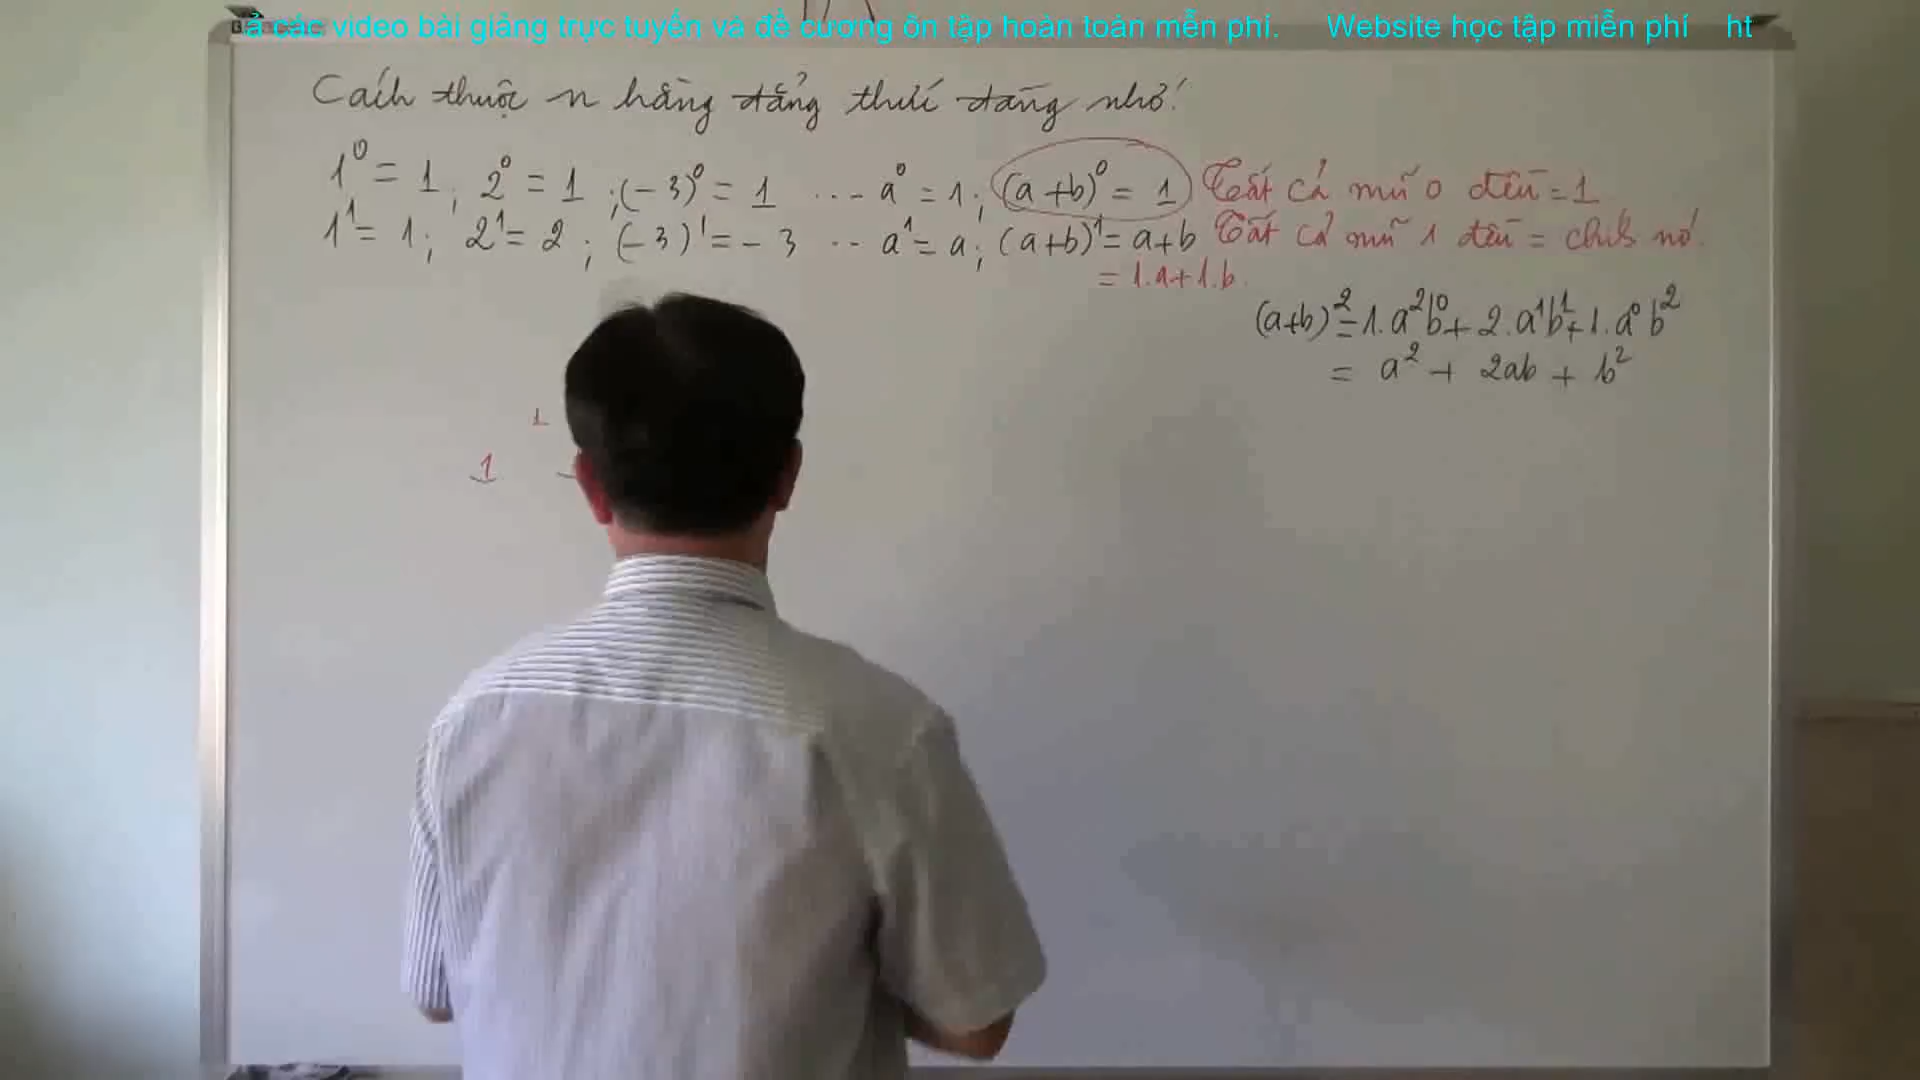 ả các video bài giảng trực tuyến và đề cương ôn tập hoàn toàn mễn phí. Website học tập miễn phí ht
Cách thuộc n hằng đẳng thức đáng nhớ!
1⁰ = 1 ; 2⁰ = 1 ; (-3)⁰ = 1 ... a⁰ = 1 ; (a+b)⁰ = 1 Tất cả mũ 0 đều = 1
1¹ = 1 ; 2¹ = 2 ; (-3)¹ = -3 ... a¹ = a ; (a+b)¹ = a+b Tất cả mũ 1 đều = chính nó.
= 1.a + 1.b.
(a+b)² = 1.a²b⁰ + 2.a¹b¹ + 1.a⁰b²
= a² + 2ab + b²
1
1